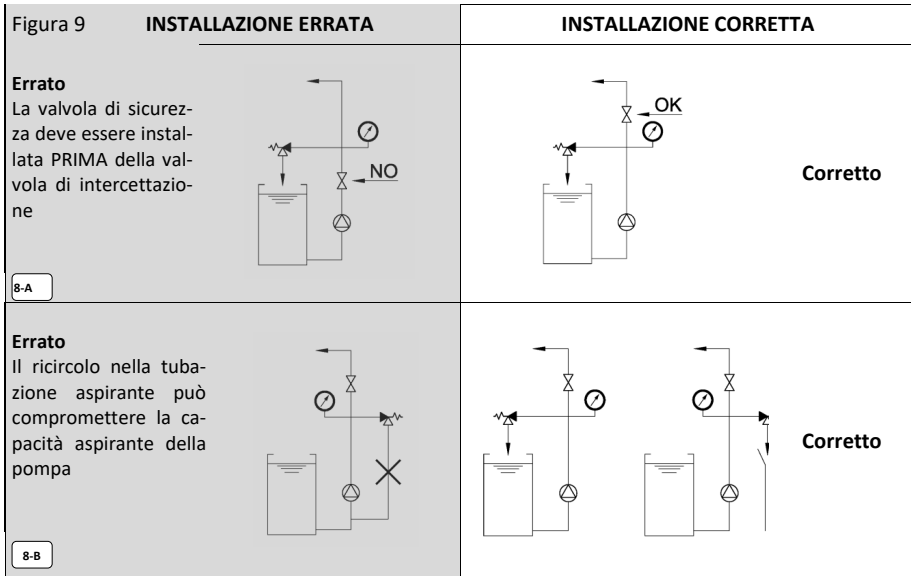 Figura 9
INSTALLAZIONE ERRATA
INSTALLAZIONE CORRETTA
Errato
La valvola di sicurez-
za deve essere instal-
lata PRIMA della val-
vola di intercettazio-
ne
8-A
NO
OK
Corretto
Errato
Il ricircolo nella tuba-
zione aspirante può
compromettere la ca-
pacità aspirante della
pompa
8-B
Corretto